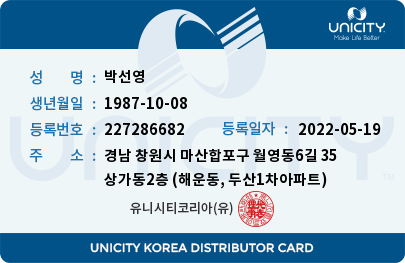 UNICITY
Make Life Better
성 명 : 박선영
생년월일 : 1987-10-08
등록번호 : 227286682 등록일자 : 2022-05-19
주 소 : 경남 창원시 마산합포구 월영동6길 35
상가동2층 (해운동, 두산1차아파트)
유니시티코리아(유)
UNICITY KOREA DISTRIBUTOR CARD
UNICITY
TM